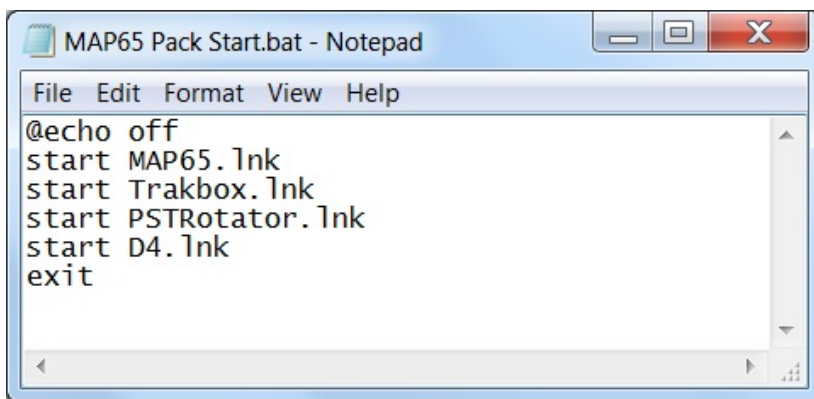 MAP65 Pack Start.bat - Notepad
File Edit Format View Help
@echo off
start MAP65.lnk
start Trakbox.lnk
start PSTRotator.lnk
start D4.lnk
exit